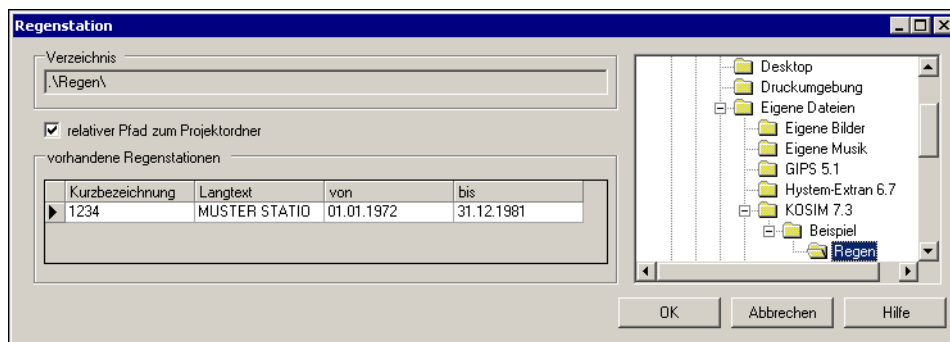 Regenstation
Verzeichnis
.\Regen\
relativer Pfad zum Projektordner
vorhandene Regenstationen
Kurzbezeichnung Langtext von bis
1234 MUSTER STATIO 01.01.1972 31.12.1981
Desktop
Druckumgebung
Eigene Dateien
Eigene Bilder
Eigene Musik
GIPS 5.1
Hystem-Extran 6.7
KOSIM 7.3
Beispiel
Regen
OK Abbrechen Hilfe